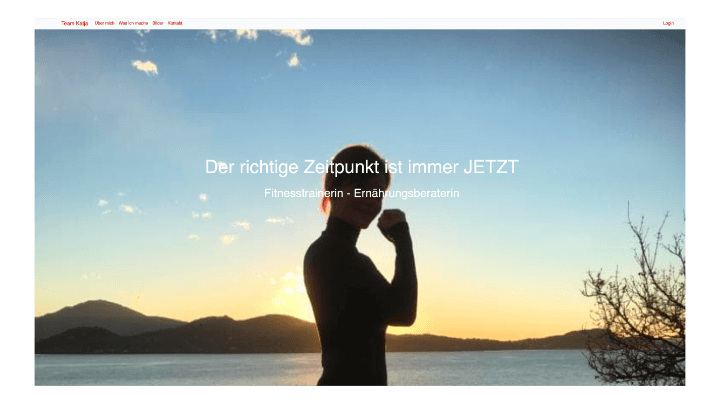 Team Katja Über mich Was ich mache Bilder Kontakt Login
Der richtige Zeitpunkt ist immer JETZT
Fitnesstrainerin - Ernährungsberaterin